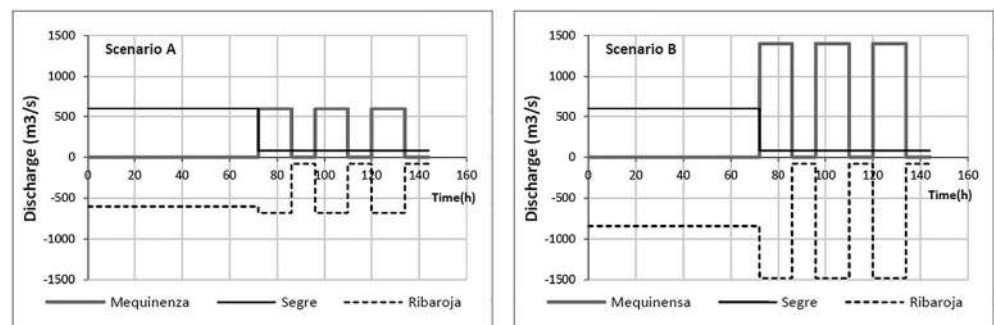 Scenario A
Discharge (m3/s)
1500
1000
500
0
-500
-1000
-1500
0 20 40 60 80 100 120 140 160
Time(h)
Mequinenza Segre Ribaroja
Scenario B
Discharge (m3/s)
1500
1000
500
0
-500
-1000
-1500
0 20 40 60 80 100 120 140 160
Time(h)
Mequinensa Segre Ribaroja